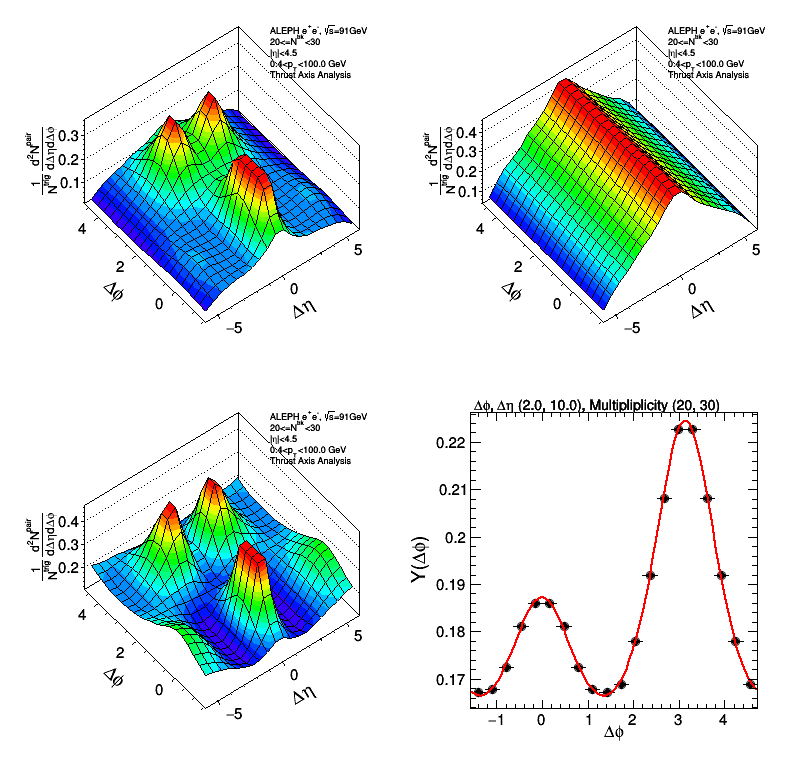 ALEPH e⁺e⁻, √s=91GeV
20<=N^trk<30
|η|<4.5
0.4<p_T<100.0 GeV
Thrust Axis Analysis
1/N^trig d²N^pair/dΔηdΔϕ
0.3
0.2
0.1
4
2
0
Δϕ
−5
0
5
Δη
ALEPH e⁺e⁻, √s=91GeV
20<=N^trk<30
|η|<4.5
0.4<p_T<100.0 GeV
Thrust Axis Analysis
1/N^trig d²N^pair/dΔηdΔϕ
0.4
0.3
0.2
0.1
4
2
0
Δϕ
−5
0
5
Δη
ALEPH e⁺e⁻, √s=91GeV
20<=N^trk<30
|η|<4.5
0.4<p_T<100.0 GeV
Thrust Axis Analysis
1/N^trig d²N^pair/dΔηdΔϕ
0.4
0.3
0.2
4
2
0
Δϕ
−5
0
5
Δη
Δϕ, Δη (2.0, 10.0), Multipliplicity (20, 30)
Y(Δϕ)
0.22
0.21
0.2
0.19
0.18
0.17
−1 0 1 2 3 4
Δϕ